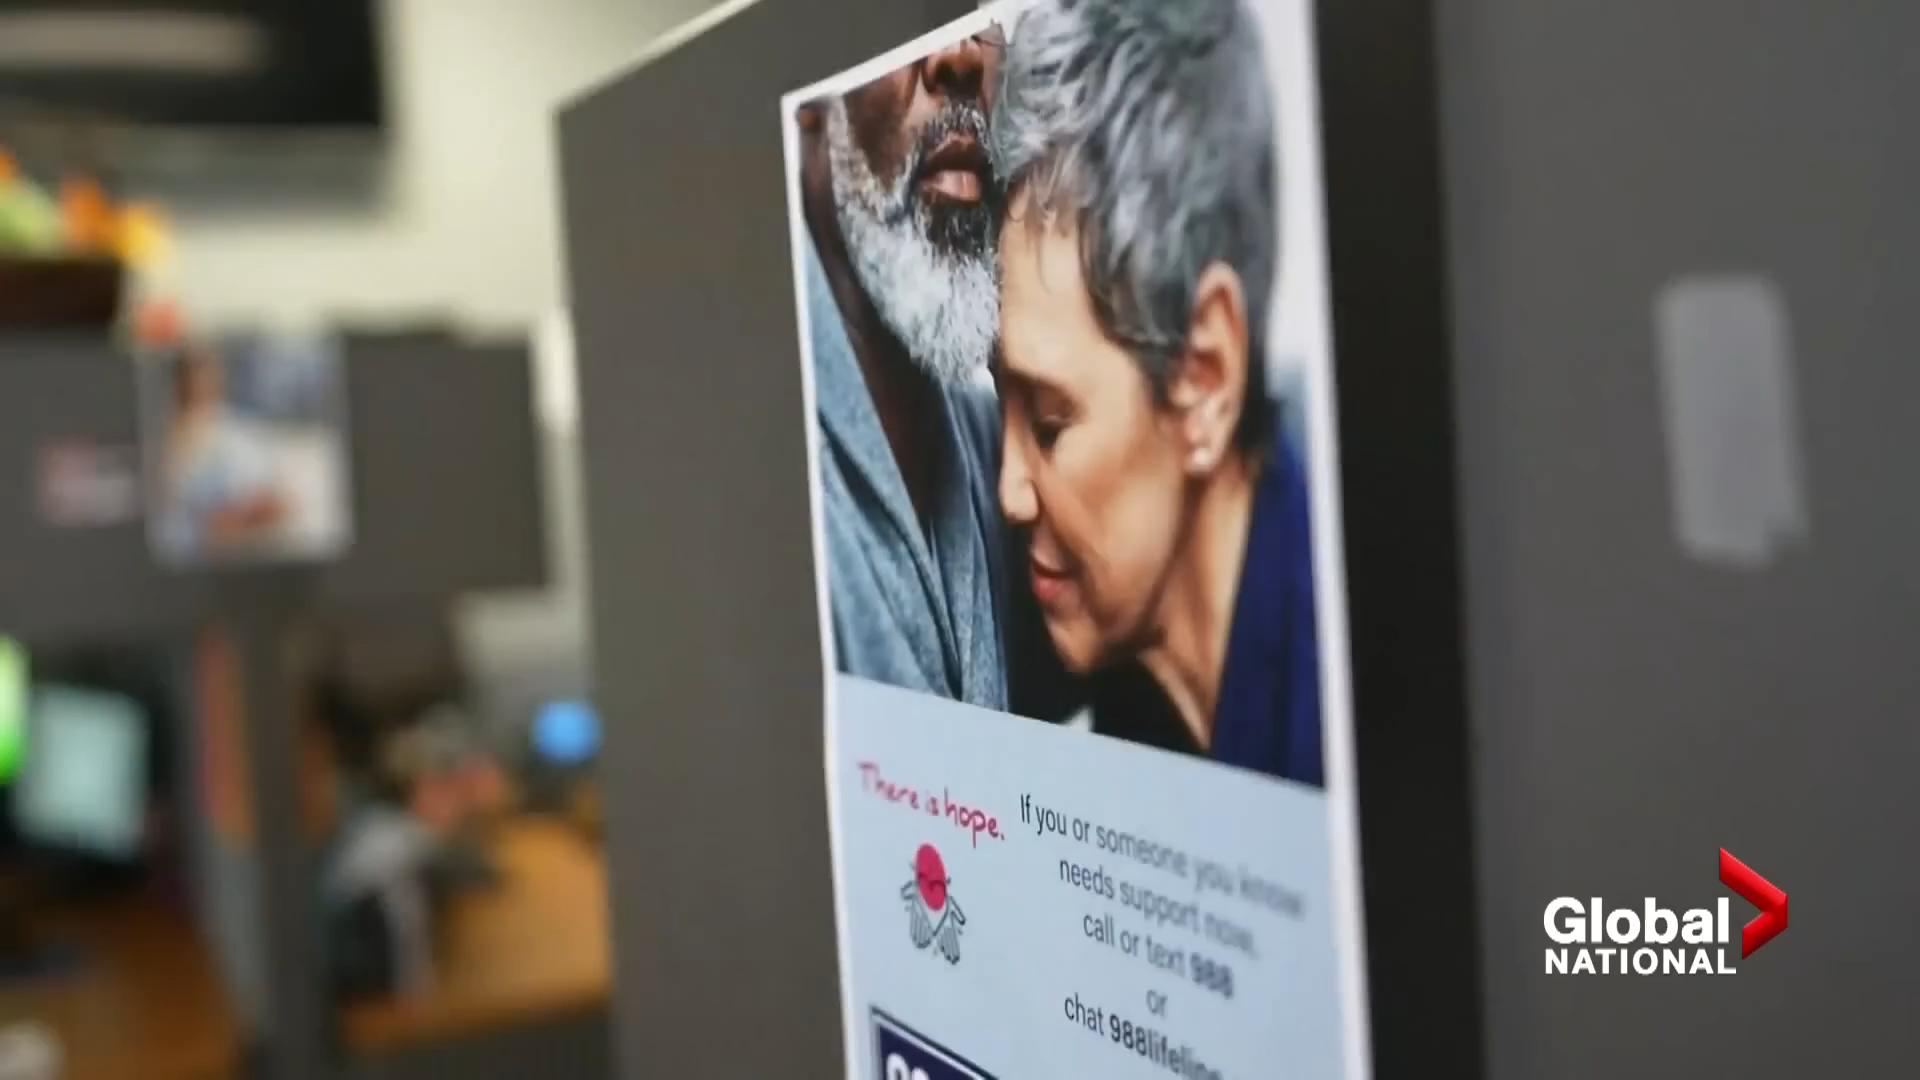 There is hope.
If you or someone you know
needs support now,
call or text 988
or
chat 988lifeline
Global
NATIONAL